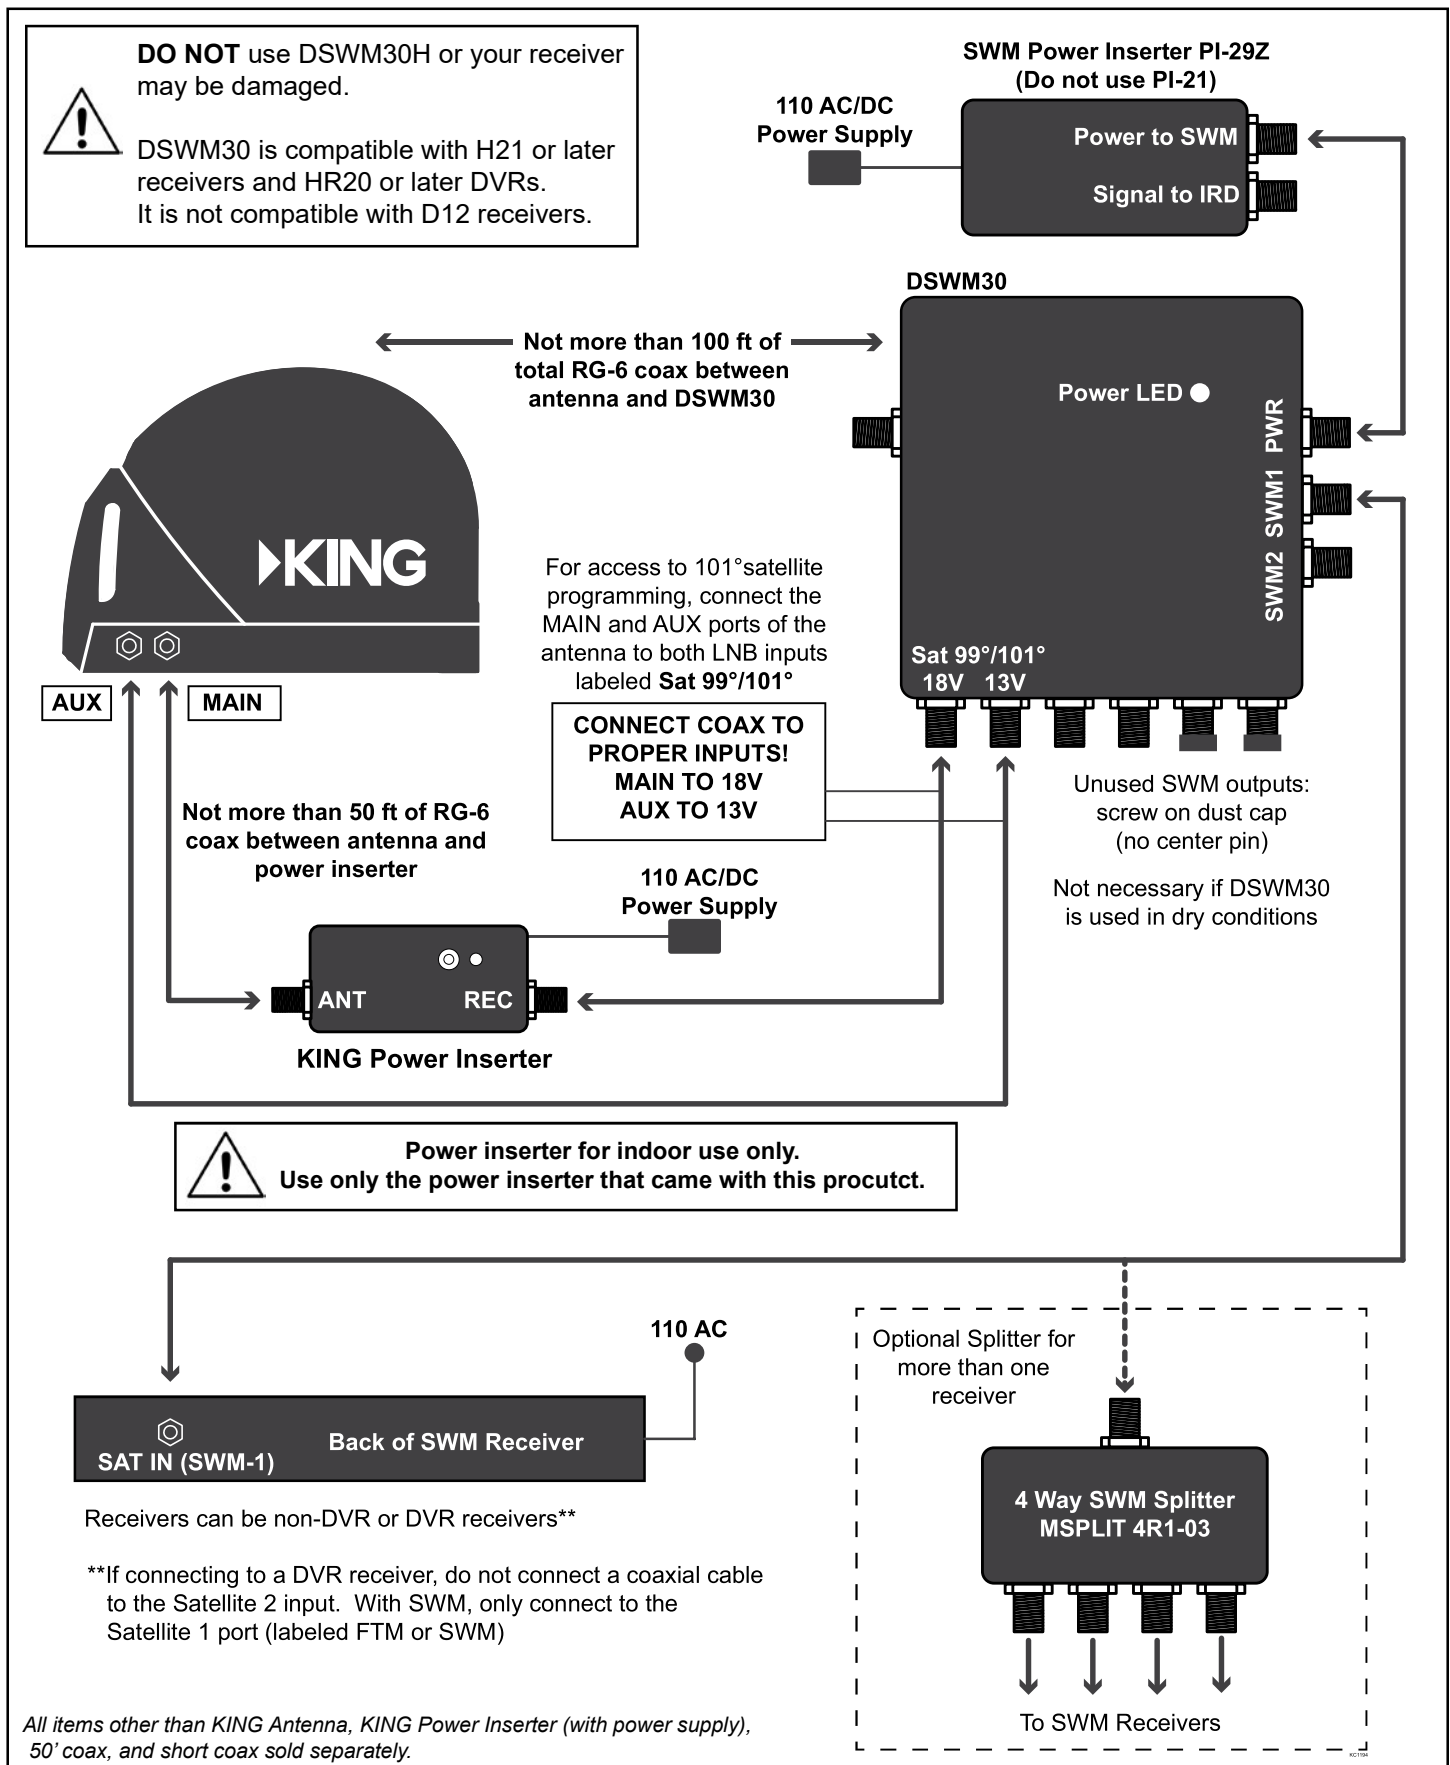 DO NOT use DSWM30H or your receiver
may be damaged.
DSWM30 is compatible with H21 or later
receivers and HR20 or later DVRs.
It is not compatible with D12 receivers.
SWM Power Inserter PI-29Z
(Do not use PI-21)
110 AC/DC
Power Supply
Power to SWM
Signal to IRD
DSWM30
Not more than 100 ft of
total RG-6 coax between
antenna and DSWM30
Power LED
PWR
SWM1
SWM2
KING
For access to 101°satellite
programming, connect the
MAIN and AUX ports of the
antenna to both LNB inputs
labeled Sat 99°/101°
Sat 99°/101°
18V 13V
AUX
MAIN
CONNECT COAX TO
PROPER INPUTS!
MAIN TO 18V
AUX TO 13V
Unused SWM outputs:
screw on dust cap
(no center pin)
Not necessary if DSWM30
is used in dry conditions
Not more than 50 ft of RG-6
coax between antenna and
power inserter
110 AC/DC
Power Supply
ANT
REC
KING Power Inserter
Power inserter for indoor use only.
Use only the power inserter that came with this procutct.
110 AC
SAT IN (SWM-1)
Back of SWM Receiver
Optional Splitter for
more than one
receiver
4 Way SWM Splitter
MSPLIT 4R1-03
To SWM Receivers
Receivers can be non-DVR or DVR receivers**
**If connecting to a DVR receiver, do not connect a coaxial cable
to the Satellite 2 input.  With SWM, only connect to the
Satellite 1 port (labeled FTM or SWM)
All items other than KING Antenna, KING Power Inserter (with power supply),
50' coax, and short coax sold separately.
KC1194